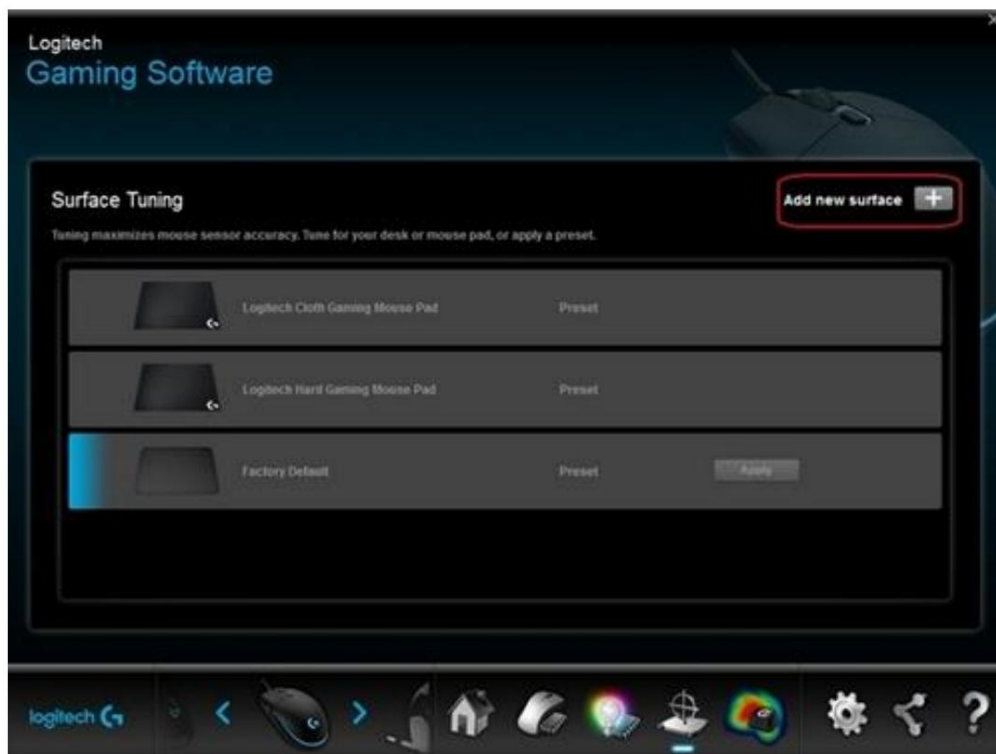 Logitech
Gaming Software
Surface Tuning
Add new surface +
Tuning maximizes mouse sensor accuracy. Tune for your desk or mouse pad, or apply a preset.
Logitech Cloth Gaming Mouse Pad Preset
Logitech Hard Gaming Mouse Pad Preset
Factory Default Preset Apply
logitech G
?